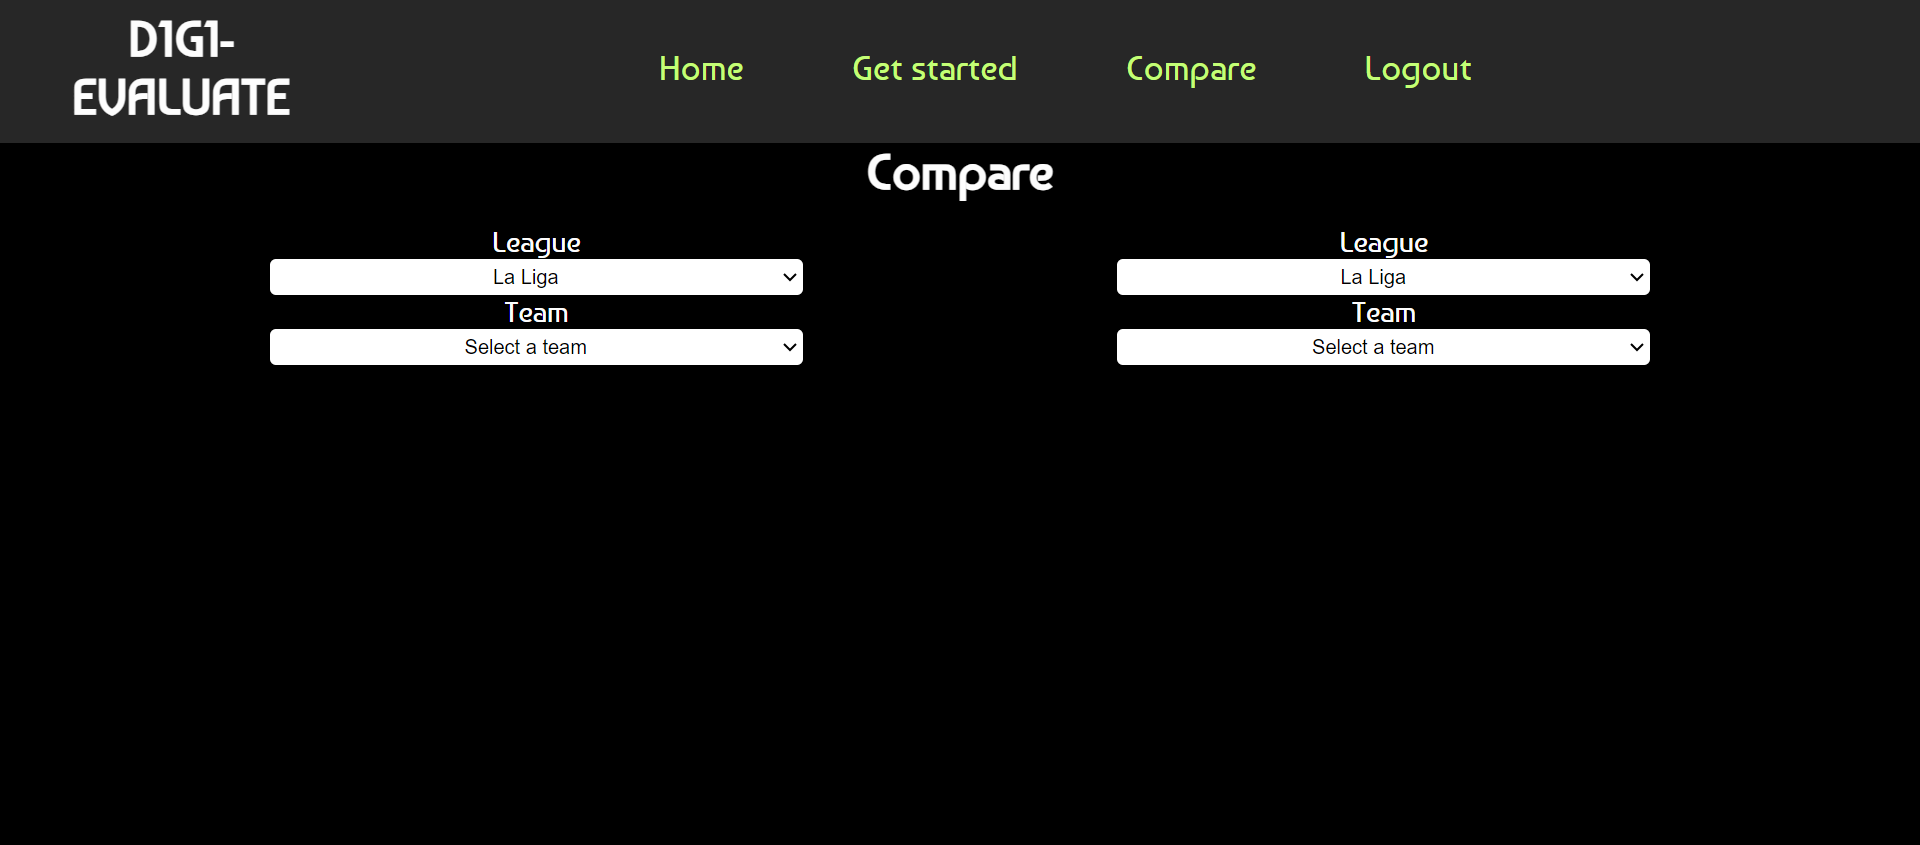 DIGI-
EVALUATE
Home Get started Compare Logout
Compare
League
La Liga
Team
Select a team
League
La Liga
Team
Select a team